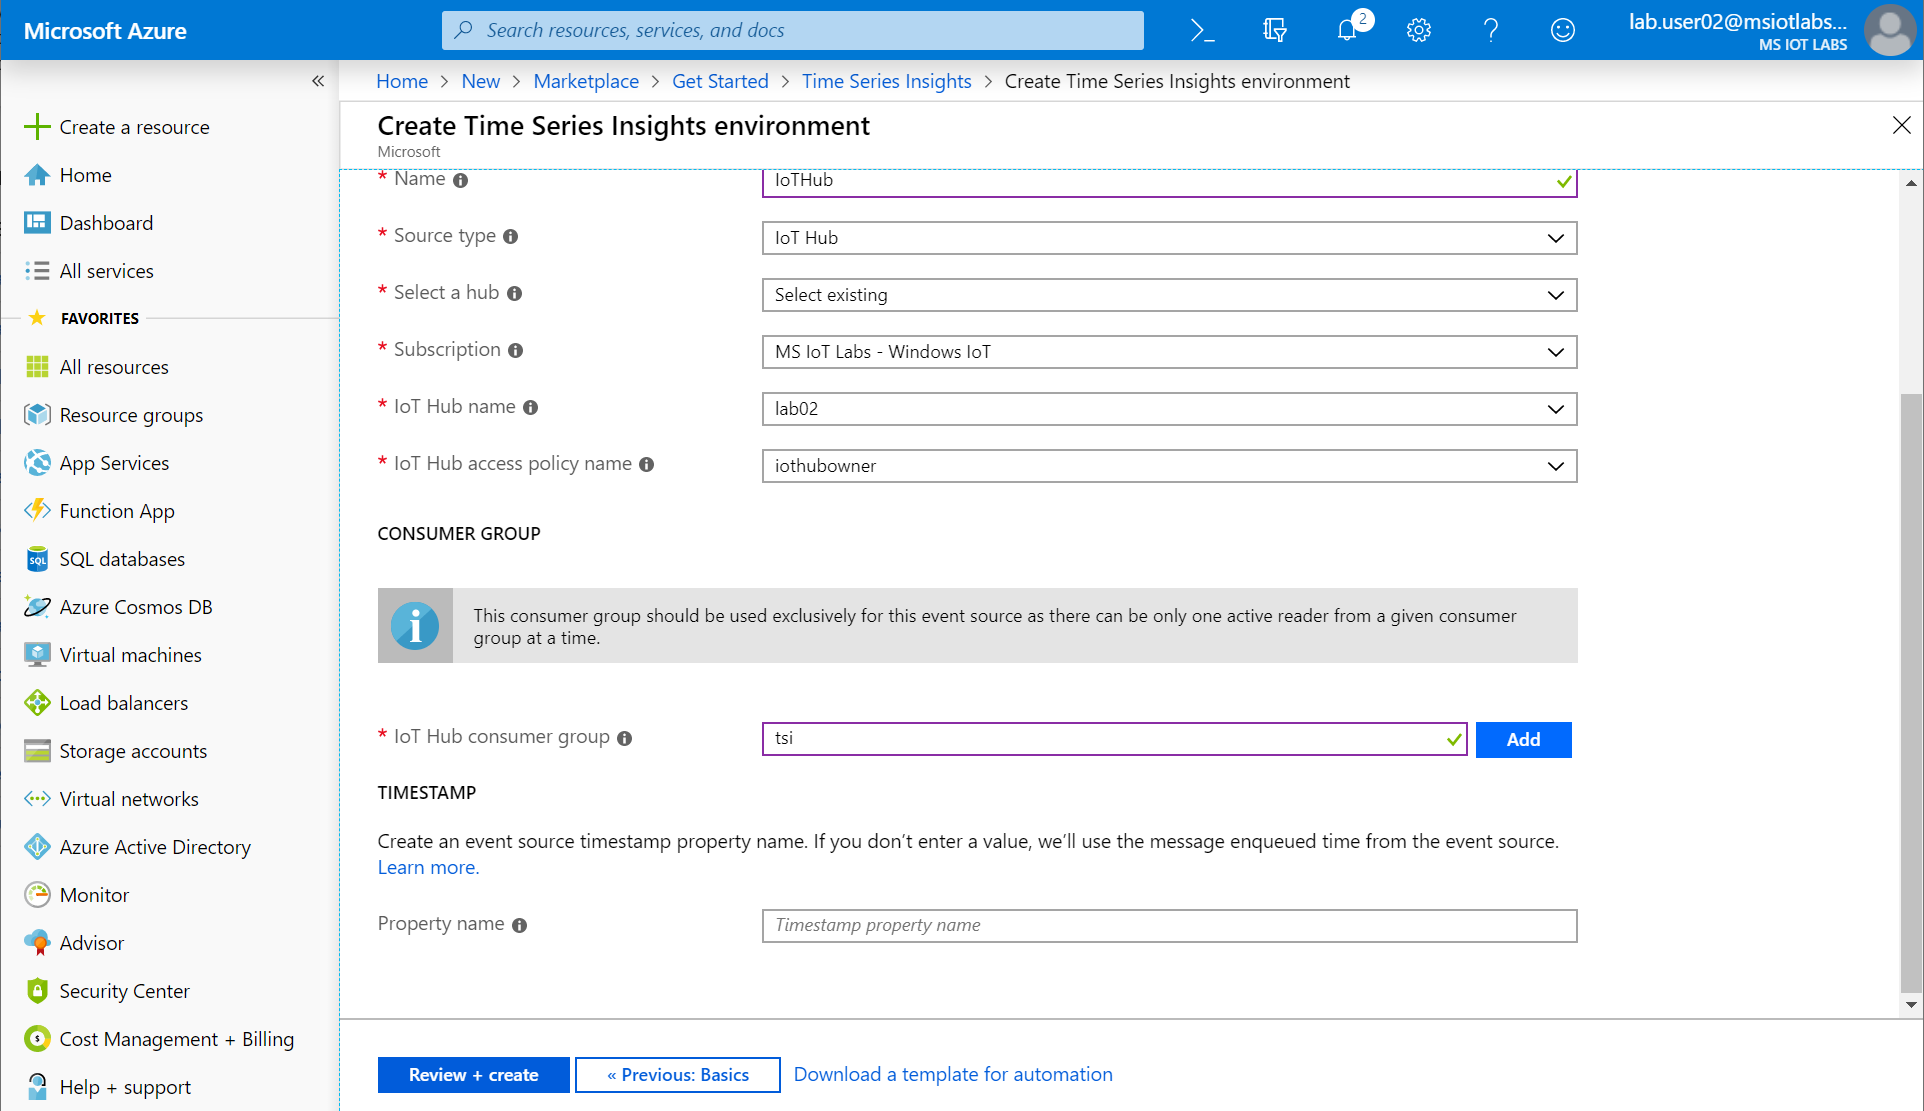 Microsoft Azure
Search resources, services, and docs
2
lab.user02@msiotlabs...
MS IOT LABS
Home > New > Marketplace > Get Started > Time Series Insights > Create Time Series Insights environment
Create Time Series Insights environment
Microsoft
Create a resource
Home
Dashboard
All services
FAVORITES
All resources
Resource groups
App Services
Function App
SQL databases
Azure Cosmos DB
Virtual machines
Load balancers
Storage accounts
Virtual networks
Azure Active Directory
Monitor
Advisor
Security Center
Cost Management + Billing
Help + support
* Name IoTHub
* Source type IoT Hub
* Select a hub Select existing
* Subscription MS IoT Labs - Windows IoT
* IoT Hub name lab02
* IoT Hub access policy name iothubowner
CONSUMER GROUP
This consumer group should be used exclusively for this event source as there can be only one active reader from a given consumer
group at a time.
* IoT Hub consumer group tsi Add
TIMESTAMP
Create an event source timestamp property name. If you don't enter a value, we'll use the message enqueued time from the event source.
Learn more.
Property name Timestamp property name
Review + create « Previous: Basics Download a template for automation